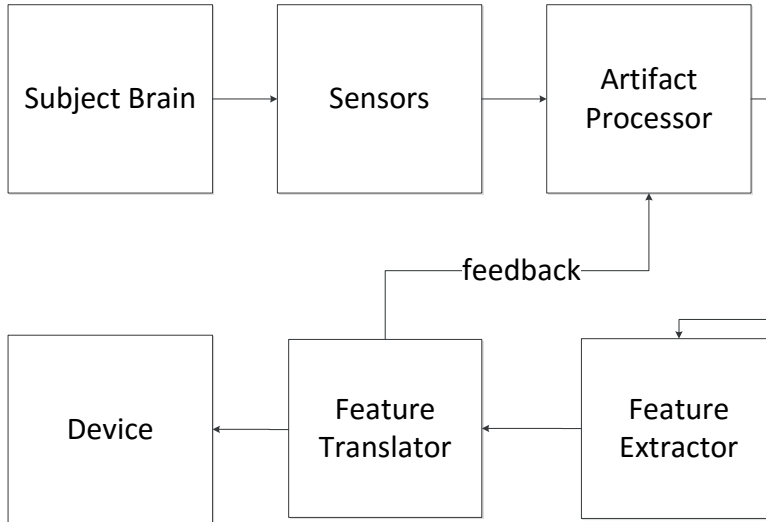 Subject Brain
Sensors
Artifact
Processor
feedback
Device
Feature
Translator
Feature
Extractor